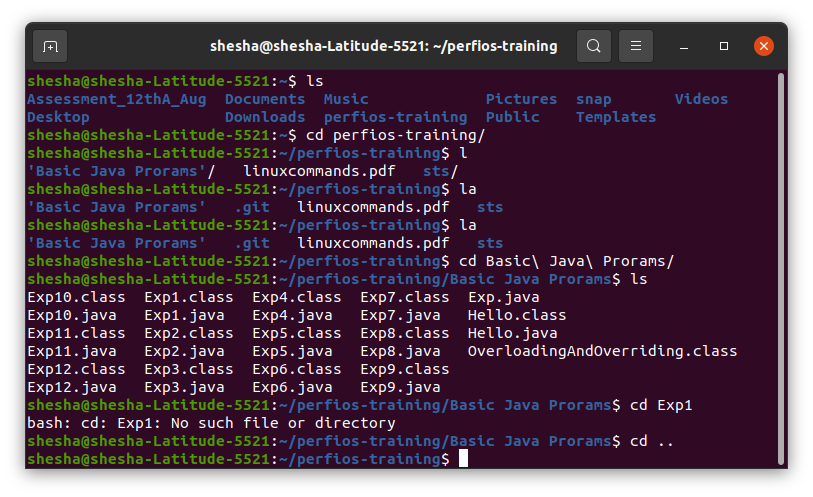 shesha@shesha-Latitude-5521: ~/perfios-training
shesha@shesha-Latitude-5521:~$ ls
Assessment_12thA_Aug  Documents  Music             Pictures  snap       Videos
Desktop               Downloads  perfios-training  Public    Templates
shesha@shesha-Latitude-5521:~$ cd perfios-training/
shesha@shesha-Latitude-5521:~/perfios-training$ l
'Basic Java Prorams'/   linuxcommands.pdf   sts/
shesha@shesha-Latitude-5521:~/perfios-training$ la
'Basic Java Prorams'   .git   linuxcommands.pdf   sts
shesha@shesha-Latitude-5521:~/perfios-training$ la
'Basic Java Prorams'   .git   linuxcommands.pdf   sts
shesha@shesha-Latitude-5521:~/perfios-training$ cd Basic\ Java\ Prorams/
shesha@shesha-Latitude-5521:~/perfios-training/Basic Java Prorams$ ls
Exp10.class  Exp1.class  Exp4.class  Exp7.class  Exp.java
Exp10.java   Exp1.java   Exp4.java   Exp7.java   Hello.class
Exp11.class  Exp2.class  Exp5.class  Exp8.class  Hello.java
Exp11.java   Exp2.java   Exp5.java   Exp8.java   OverloadingAndOverriding.class
Exp12.class  Exp3.class  Exp6.class  Exp9.class
Exp12.java   Exp3.java   Exp6.java   Exp9.java
shesha@shesha-Latitude-5521:~/perfios-training/Basic Java Prorams$ cd Exp1
bash: cd: Exp1: No such file or directory
shesha@shesha-Latitude-5521:~/perfios-training/Basic Java Prorams$ cd ..
shesha@shesha-Latitude-5521:~/perfios-training$